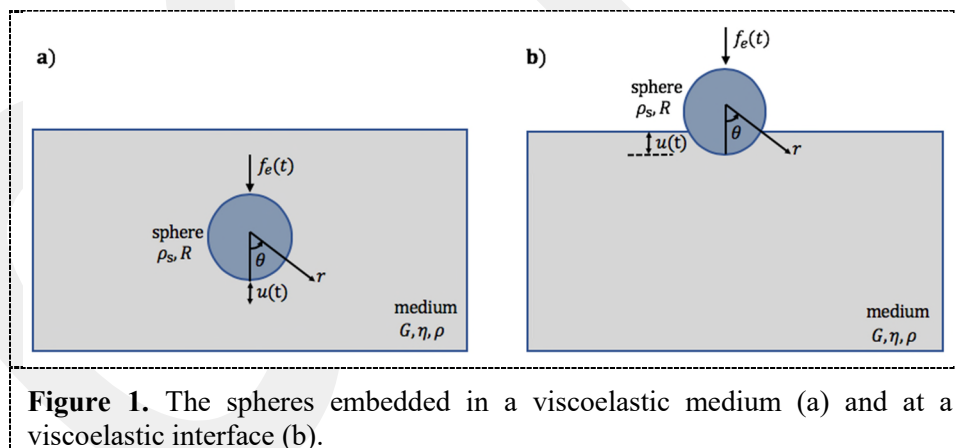 a)
f_e(t)
sphere
ρ_s, R
θ
r
u(t)
medium
G, η, ρ
b)
f_e(t)
sphere
ρ_s, R
θ
u(t)
r
medium
G, η, ρ
Figure 1. The spheres embedded in a viscoelastic medium (a) and at a
viscoelastic interface (b).